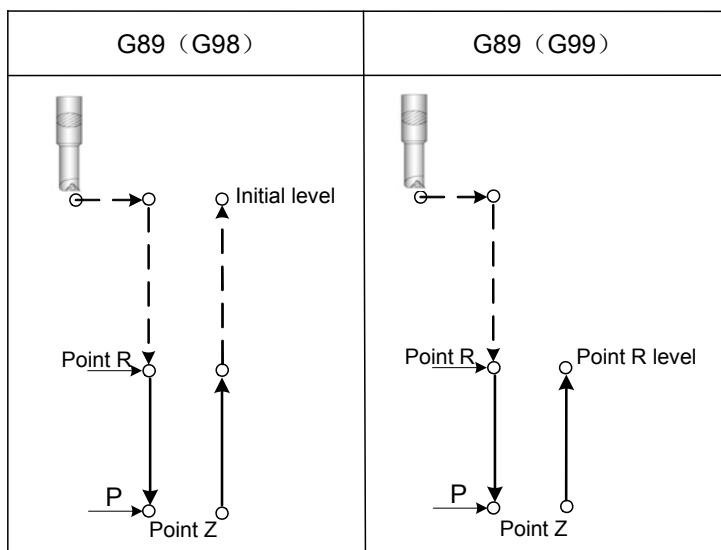 G89（G98）
G89（G99）
Initial level
Point R
Point R
Point R level
P
P
Point Z
Point Z